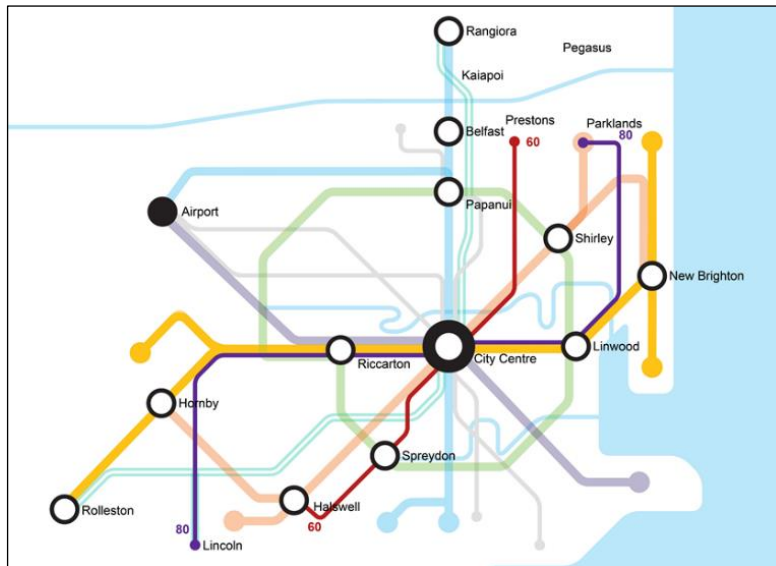 Rangiora
Pegasus
Kaiapoi
Prestons
Parklands
Belfast
60
80
Papanui
Airport
Shirley
New Brighton
Linwood
City Centre
Riccarton
Hornby
Spreydon
Halswell
Rolleston
80
60
Lincoln